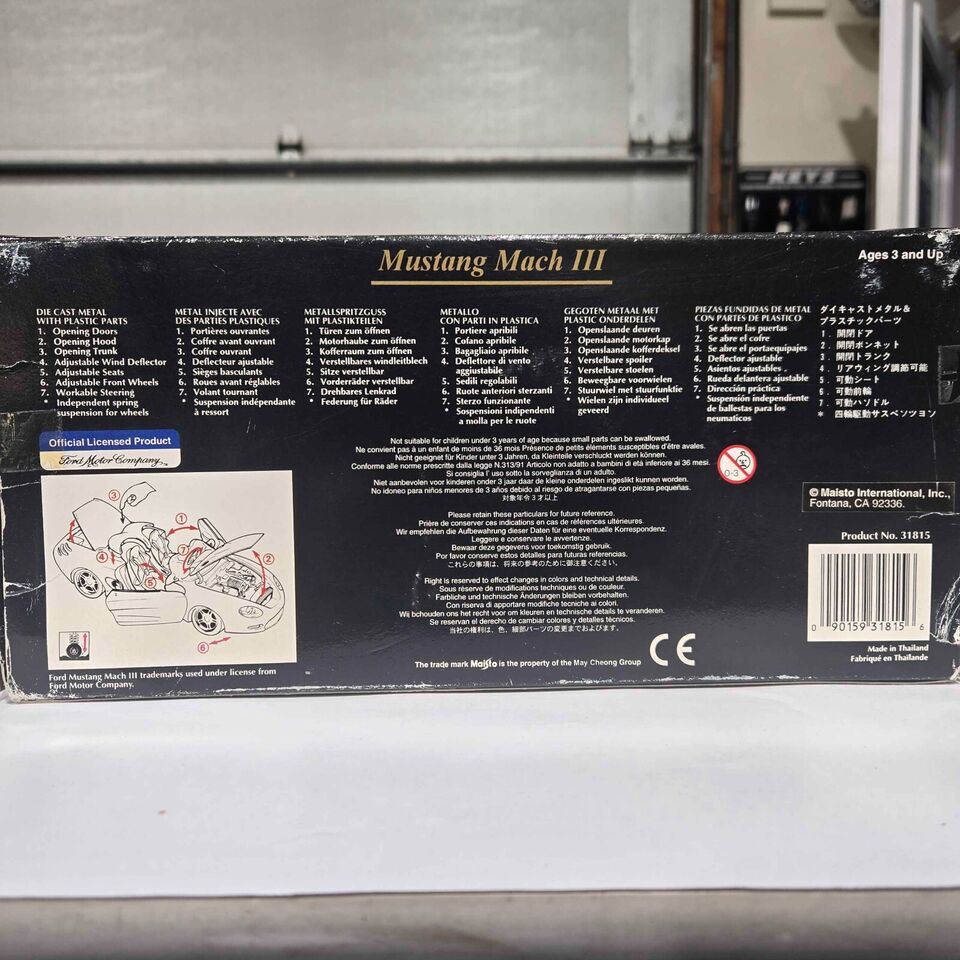 KEYS
Mustang Mach III
Ages 3 and Up
DIE CAST METAL
WITH PLASTIC PARTS
1. Opening Doors
2. Opening Hood
3. Opening Trunk
4. Adjustable Wind Deflector
5. Adjustable Seats
6. Adjustable Front Wheels
7. Workable Steering
* Independent spring
suspension for wheels
METAL INJECTE AVEC
DES PARTIES PLASTIQUES
1. Portières ouvrantes
2. Coffre avant ouvrant
3. Coffre ouvrant
4. Deflecteur ajustable
5. Sièges basculants
6. Roues avant réglables
7. Volant tournant
* Suspension indépendante
à ressort
METALLSPRITZGUSS
MIT PLASTIKTEILEN
1. Türen zum öffnen
2. Motorhaube zum öffnen
3. Kofferraum zum öffnen
4. Verstellbares windleitblech
5. Sitze verstellbar
6. Vorderräder verstellbar
7. Drehbares Lenkrad
* Federung für Räder
METALLO
CON PARTI IN PLASTICA
1. Portiere apribili
2. Cofano apribile
3. Bagagliaio apribile
4. Deflettore di vento
aggiustabile
5. Sedili regolabili
6. Ruote anteriori sterzanti
7. Sterzo funzionante
* Sospensioni indipendenti
a molla per le ruote
GEGOTEN METAAL MET
PLASTIC ONDERDELEN
1. Openslaande deuren
2. Openslaande motorkap
3. Openslaande kofferdeksel
4. Verstelbare spoiler
5. Verstelbare stoelen
6. Beweegbare voorwielen
7. Stuurwiel met stuurfunktie
* Wielen zijn individueel
geveerd
PIEZAS FUNDIDAS DE METAL
CON PARTES DE PLASTICO
1. Se abren las puertas
2. Se abre el cofre
3. Se abre el portaequipajes
4. Deflector ajustable
5. Asientos ajustables
6. Rueda delantera ajustable
7. Dirección práctica
* Suspensión independiente
de ballestas para los
neumaticos
ダイキャストメタル&
プラスチックパーツ
1. 開閉ドア
2. 開閉ボンネット
3. 開閉トランク
4. リアウィング調節可能
5. 可動シート
6. 可動前輪
7. 可動ハンドル
* 四輪駆動サスペンション
Official Licensed Product
Ford Motor Company
Not suitable for children under 3 years of age because small parts can be swallowed.
Ne convient pas à un enfant de moins de 36 mois Présence de petits éléments susceptibles d'être avales.
Nicht geeignet für Kinder unter 3 Jahren, da Kleinteile verschluckt werden können.
Conforme alle norme prescritte dalla legge N.313/91 Articolo non adatto a bambini di età inferiore ai 36 mesi.
Si consiglia l' uso sotto la sorveglianza di un adulto.
Niet aanbevolen voor kinderen onder 3 jaar daar de kleine onderdelen ingeslikt kunnen worden.
No idoneo para niños menores de 3 años debido al riesgo de atragantarse con piezas pequeñas.
対象年令3才以上
0-3
Please retain these particulars for future reference.
Prière de conserver ces indications en cas de références ultérieures.
Wir empfehlen die Aufbewahrung dieser Daten für eine eventuelle Korrespondenz.
Leggere e conservare le avvertenze.
Bewaar deze gegevens voor toekomstig gebruik.
Por favor conserve estos detalles para futuras referencias.
これらの事項は、将来の参考のために御注意ください。
Right is reserved to effect changes in colors and technical details.
Sous réserve de modifications techniques ou de couleur.
Farbliche und technische Änderungen bleiben vorbehalten.
Con riserva di apportare modifiche tecniche ai colori.
Wij behouden ons het recht voor om kleuren en technische details te veranderen.
Se reservan el derecho de cambiar colores y detalles técnicos.
当社の権利は、色、細部パーツの変更までおよびます。
The trade mark Maisto is the property of the May Cheong Group
CE
© Maisto International, Inc.,
Fontana, CA 92336.
Product No. 31815
0 90159 31815 6
Made in Thailand
Fabriqué en Thaïlande
3
1
4
7
5
2
6
Ford Mustang Mach III trademarks used under license from
Ford Motor Company.